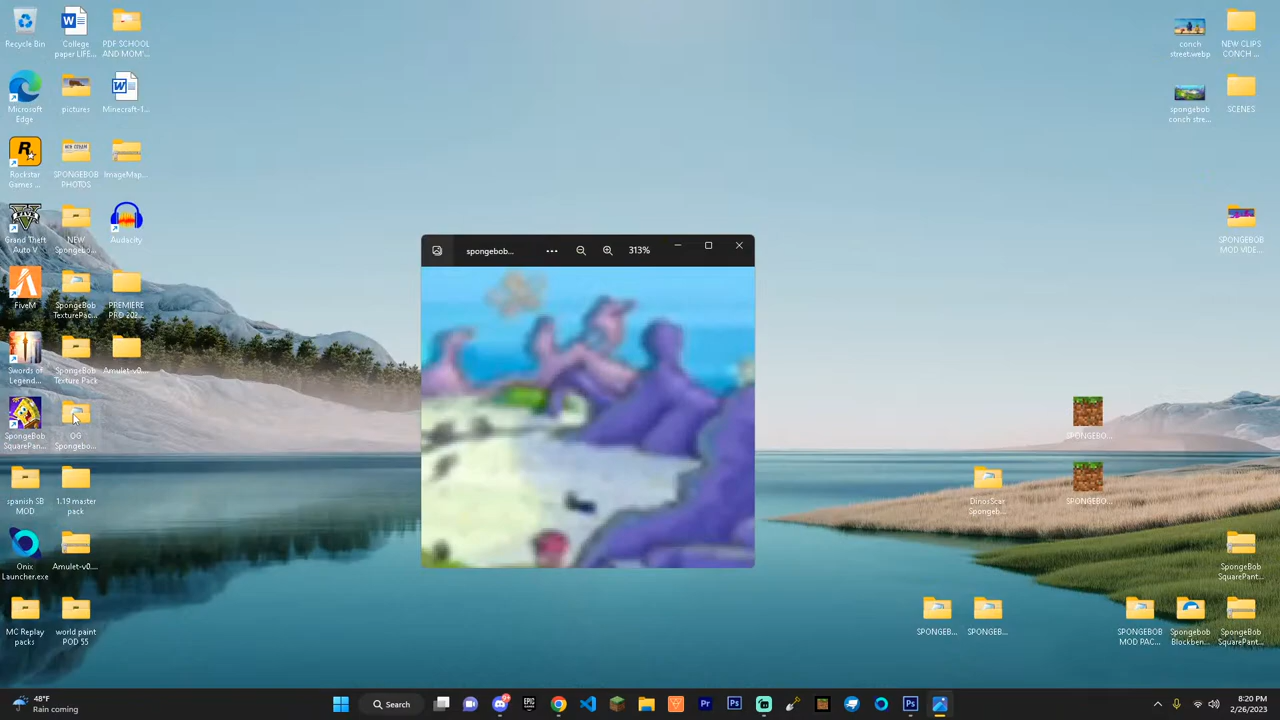 Recycle Bin
College
paper LIFE...
PDF SCHOOL
AND MOM'...
Microsoft
Edge
pictures
Minecraft-1...
Rockstar
Games ...
SPONGEBOB
PHOTOS
ImageMap...
Grand Theft
Auto V
NEW
Spongebo...
Audacity
FiveM
SpongeBob
TexturePac...
PREMIERE
PRO 202...
Swords of
Legend...
SpongeBob
Texture Pack
Amulet-v0....
SpongeBob
SquarePan...
OG
Spongebo...
spanish SB
MOD
1.19 master
pack
Onix
Launcher.exe
Amulet-v0....
MC Replay
packs
world paint
POD 55
spongebob...
313%
conch
street.webp
NEW CLIPS
CONCH ...
spongebob
conch stre...
SCENES
SPONGEBOB
MOD VIDE...
SPONGEBO...
DinosScar
Spongeb...
SPONGEBO...
SpongeBob
SquarePant...
SPONGEB...
SPONGEB...
SPONGEBOB
MOD PAC...
Spongebob
Blockben...
SpongeBob
SquarePant...
48°F
Rain coming
Search
8:20 PM
2/26/2023